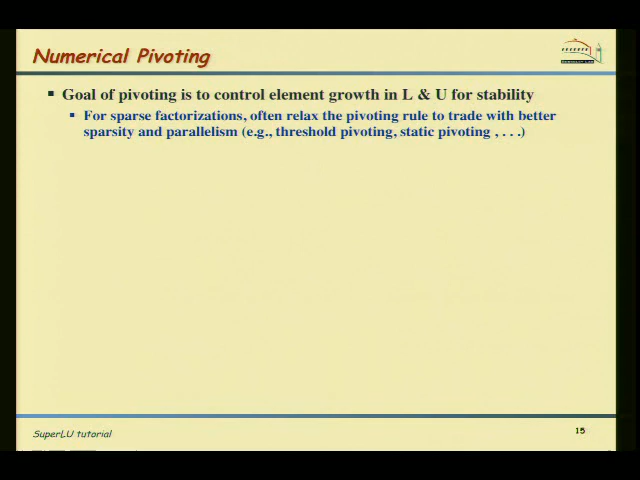 Numerical Pivoting
Goal of pivoting is to control element growth in L & U for stability
For sparse factorizations, often relax the pivoting rule to trade with better
sparsity and parallelism (e.g., threshold pivoting, static pivoting , . . .)
SuperLU tutorial
15